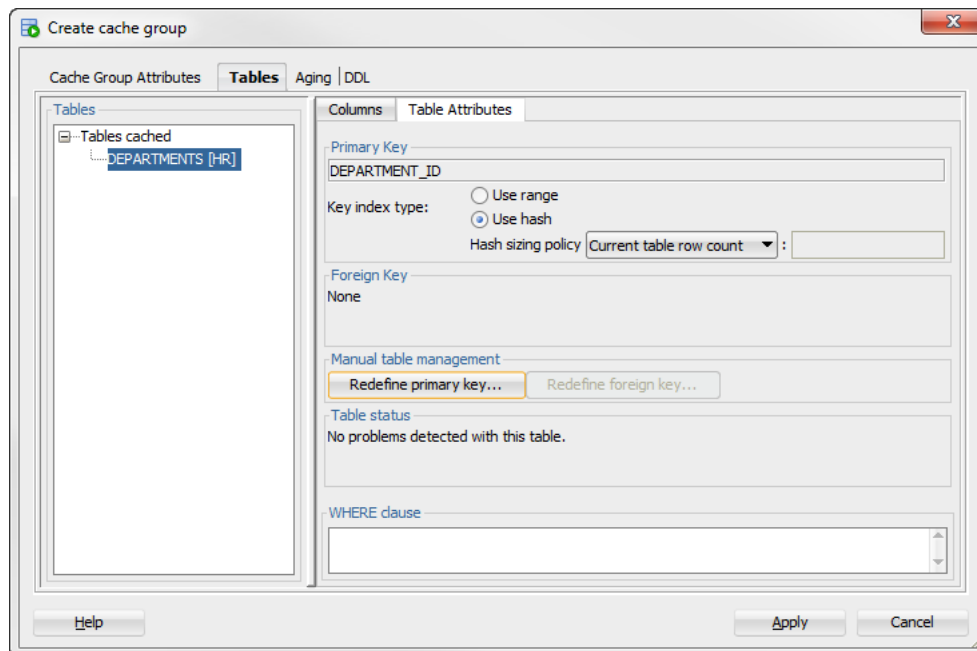 Create cache group
Cache Group Attributes Tables Aging DDL
Tables
Tables cached
DEPARTMENTS [HR]
Columns Table Attributes
Primary Key
DEPARTMENT_ID
Key index type:
Use range
Use hash
Hash sizing policy Current table row count :
Foreign Key
None
Manual table management
Redefine primary key... Redefine foreign key...
Table status
No problems detected with this table.
WHERE clause
Help Apply Cancel